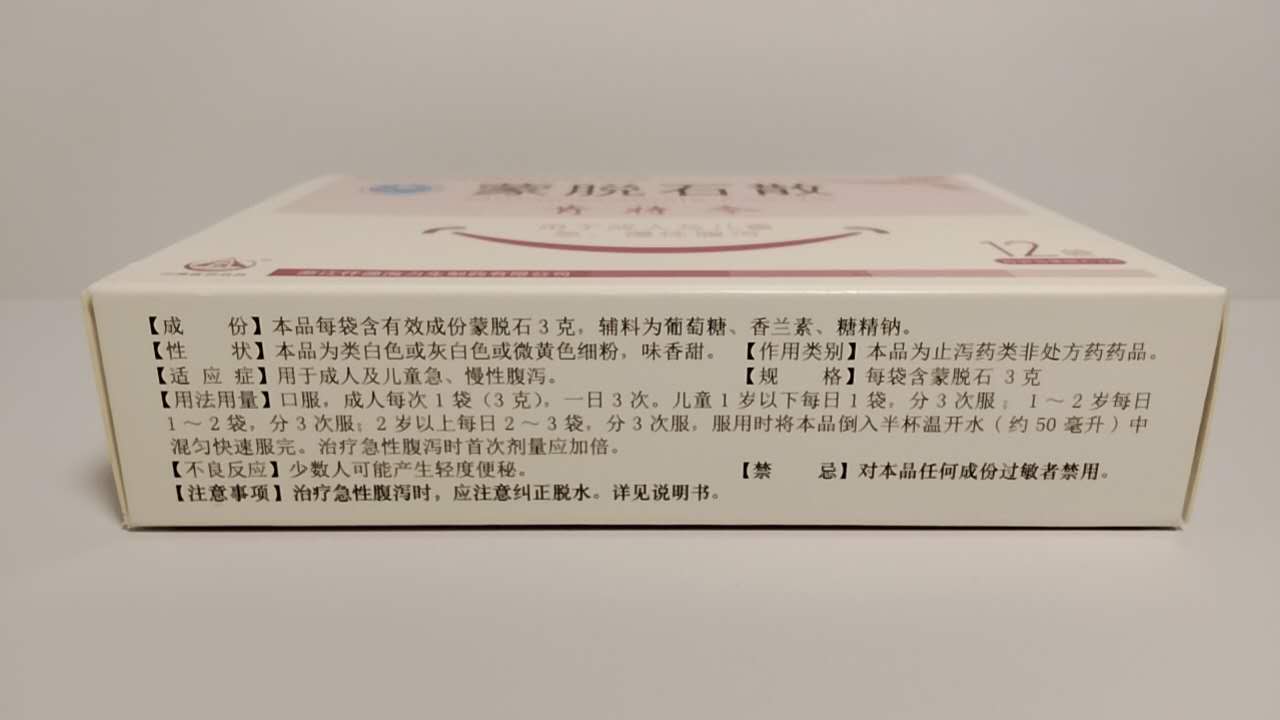 蒙脱石散
肯特令
12袋
【成　份】本品每袋含有效成份蒙脱石3克，辅料为葡萄糖、香兰素、糖精钠。
【性　状】本品为类白色或灰白色或微黄色细粉，味香甜。【作用类别】本品为止泻药类非处方药药品。
【适 应 症】用于成人及儿童急、慢性腹泻。【规　格】每袋含蒙脱石 3克
【用法用量】口服，成人每次1袋（3克），一日3次。儿童1岁以下每日1袋，分3次服；1～2岁每日
1～2袋，分3次服；2岁以上每日2～3袋，分3次服，服用时将本品倒入半杯温开水（约50毫升）中
混匀快速服完。治疗急性腹泻时首次剂量应加倍。
【不良反应】少数人可能产生轻度便秘。【禁　忌】对本品任何成份过敏者禁用。
【注意事项】治疗急性腹泻时，应注意纠正脱水。详见说明书。